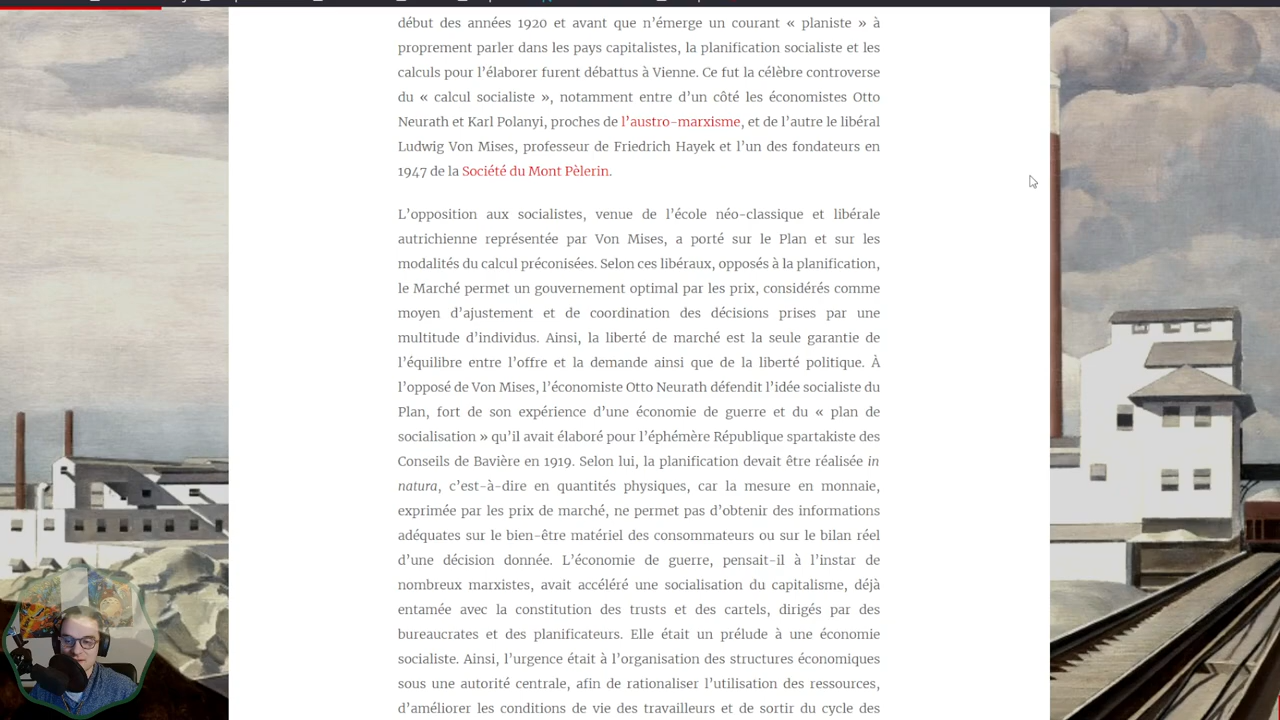 début des années 1920 et avant que n’émerge un courant « planiste » à
proprement parler dans les pays capitalistes, la planification socialiste et les
calculs pour l’élaborer furent débattus à Vienne. Ce fut la célèbre controverse
du « calcul socialiste », notamment entre d’un côté les économistes Otto
Neurath et Karl Polanyi, proches de l’austro-marxisme, et de l’autre le libéral
Ludwig Von Mises, professeur de Friedrich Hayek et l’un des fondateurs en
1947 de la Société du Mont Pèlerin.
L’opposition aux socialistes, venue de l’école néo-classique et libérale
autrichienne représentée par Von Mises, a porté sur le Plan et sur les
modalités du calcul préconisées. Selon ces libéraux, opposés à la planification,
le Marché permet un gouvernement optimal par les prix, considérés comme
moyen d’ajustement et de coordination des décisions prises par une
multitude d’individus. Ainsi, la liberté de marché est la seule garantie de
l’équilibre entre l’offre et la demande ainsi que de la liberté politique. À
l’opposé de Von Mises, l’économiste Otto Neurath défendit l’idée socialiste du
Plan, fort de son expérience d’une économie de guerre et du « plan de
socialisation » qu’il avait élaboré pour l’éphémère République spartakiste des
Conseils de Bavière en 1919. Selon lui, la planification devait être réalisée in
natura, c’est-à-dire en quantités physiques, car la mesure en monnaie,
exprimée par les prix de marché, ne permet pas d’obtenir des informations
adéquates sur le bien-être matériel des consommateurs ou sur le bilan réel
d’une décision donnée. L’économie de guerre, pensait-il à l’instar de
nombreux marxistes, avait accéléré une socialisation du capitalisme, déjà
entamée avec la constitution des trusts et des cartels, dirigés par des
bureaucrates et des planificateurs. Elle était un prélude à une économie
socialiste. Ainsi, l’urgence était à l’organisation des structures économiques
sous une autorité centrale, afin de rationaliser l’utilisation des ressources,
d’améliorer les conditions de vie des travailleurs et de sortir du cycle des